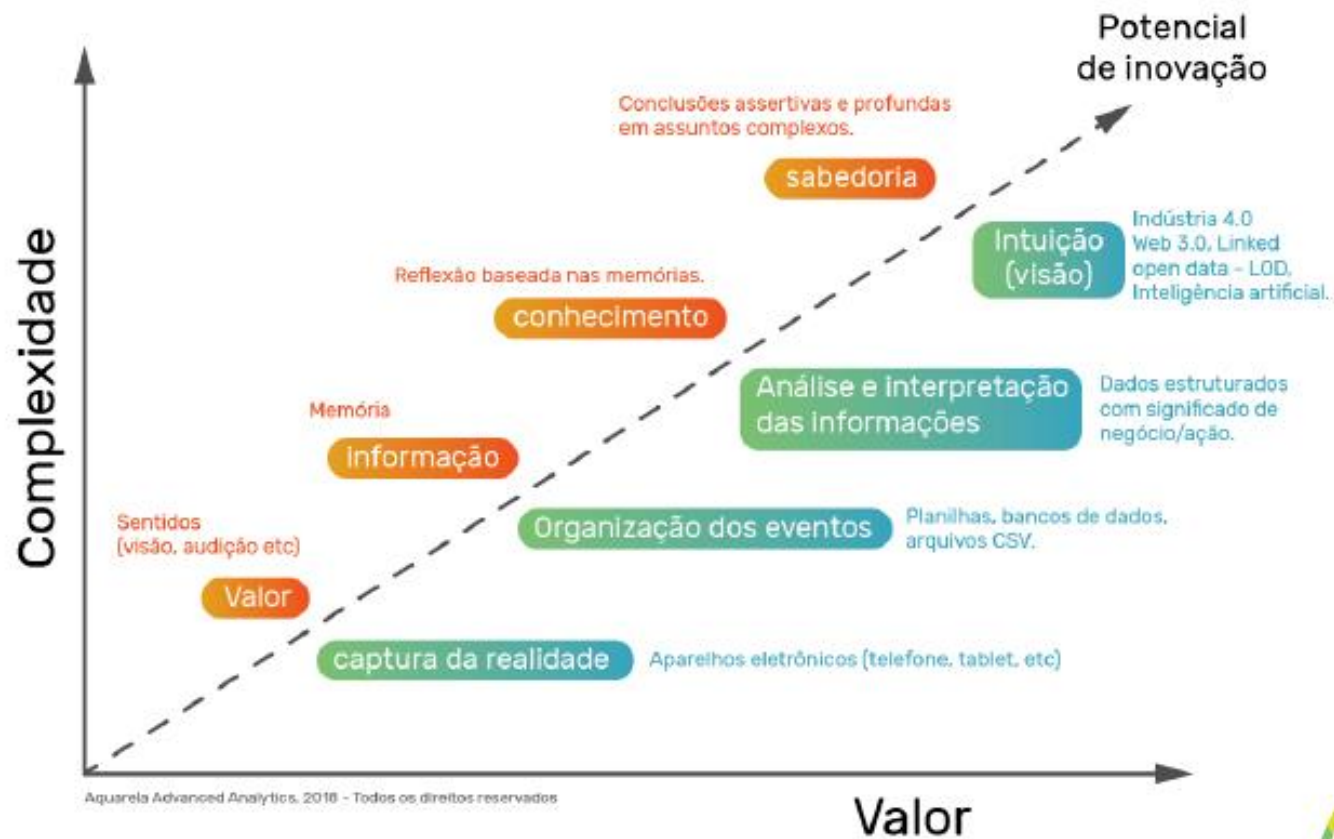 Potencial
de inovação
Conclusões assertivas e profundas
em assuntos complexos.
sabedoria
Intuição
(visão)
Indústria 4.0
Web 3.0, Linked
open data - LOD,
Inteligência artificial.
Reflexão baseada nas memórias.
conhecimento
Análise e interpretação
das informações
Dados estruturados
com significado de
negócio/ação.
Memória
informação
Organização dos eventos
Planilhas, bancos de dados,
arquivos CSV.
Sentidos
(visão, audição etc)
Valor
captura da realidade
Aparelhos eletrônicos (telefone, tablet, etc)
Complexidade
Aquarela Advanced Analytics, 2018 - Todos os direitos reservados
Valor